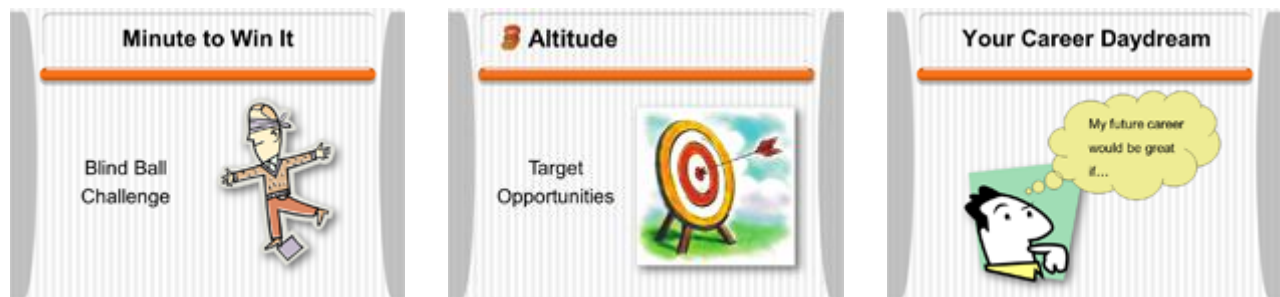 Minute to Win It
Blind Ball
Challenge
3 Altitude
Target
Opportunities
Your Career Daydream
My future career
would be great
if...